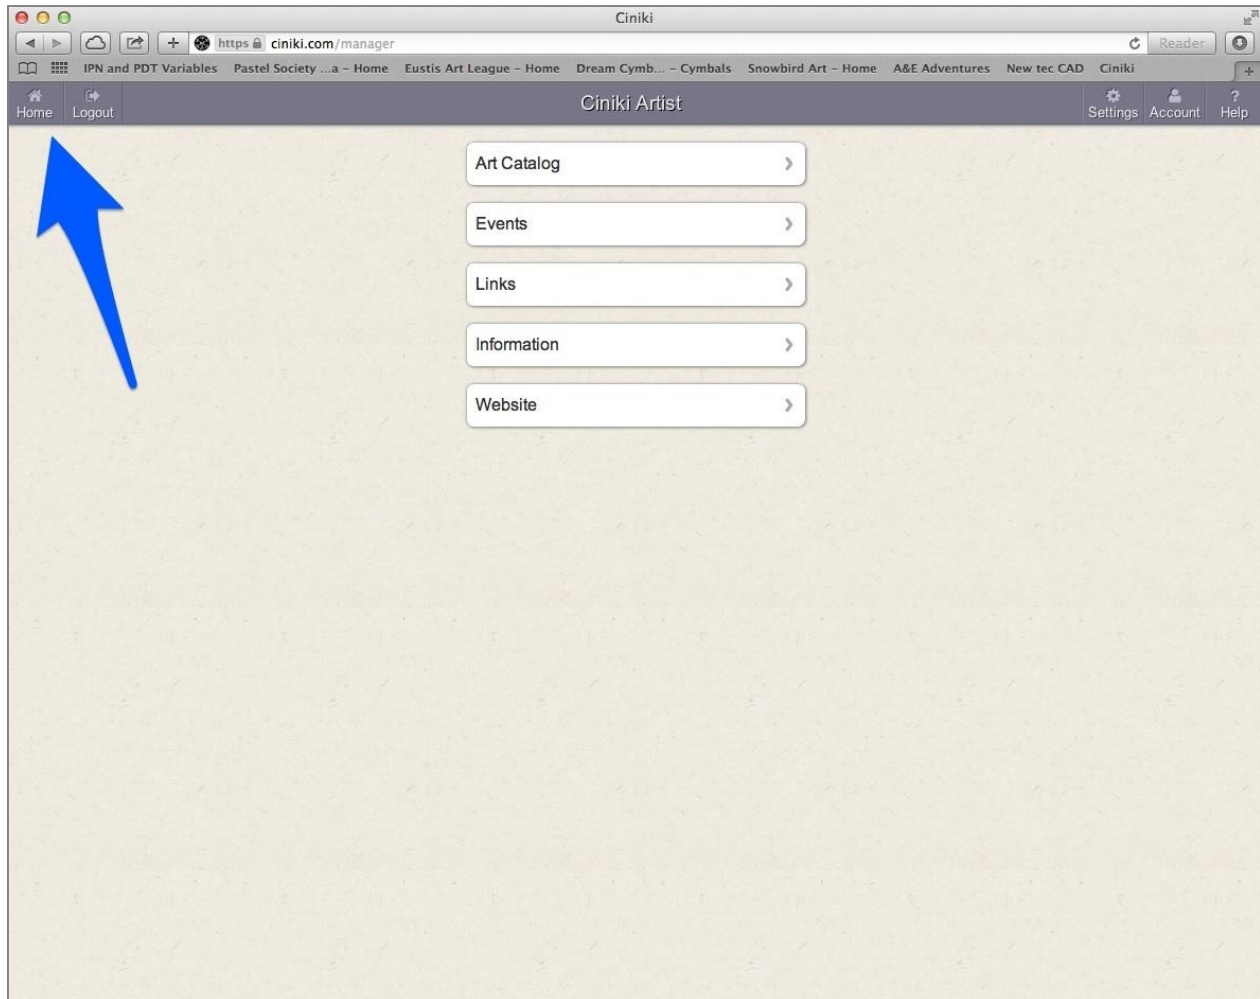 Ciniki
https ciniki.com/manager Reader
IPN and PDT Variables Pastel Society ...a - Home Eustis Art League - Home Dream Cymb... - Cymbals Snowbird Art - Home A&E Adventures New tec CAD Ciniki
Home Logout Ciniki Artist Settings Account ? Help
Art Catalog
Events
Links
Information
Website